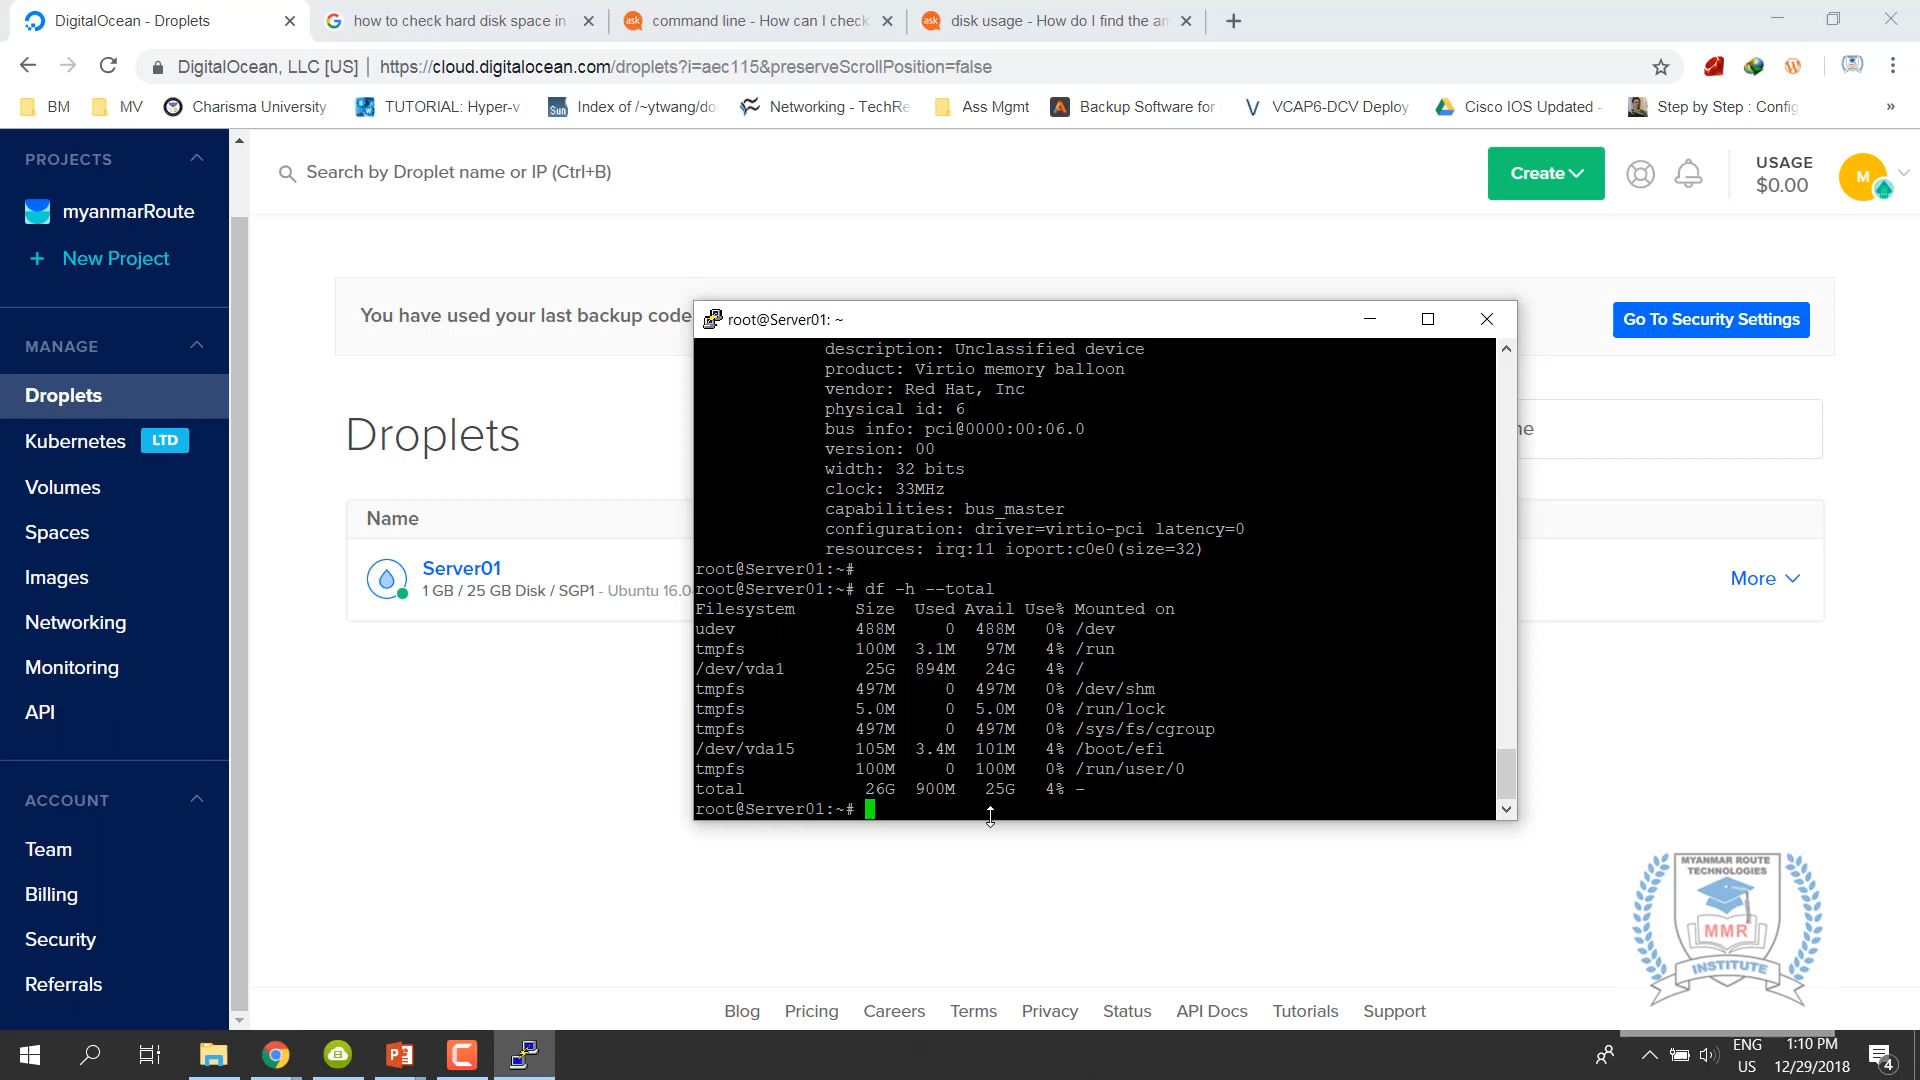 DigitalOcean - Droplets
how to check hard disk space in
command line - How can I check
disk usage - How do I find the am
DigitalOcean, LLC [US] | https://cloud.digitalocean.com/droplets?i=aec115&preserveScrollPosition=false
BM
MV
Charisma University
TUTORIAL: Hyper-v
Index of /~ytwang/do
Networking - TechRe
Ass Mgmt
Backup Software for
VCAP6-DCV Deploy
Cisco IOS Updated -
Step by Step : Config
»
PROJECTS
myanmarRoute
+ New Project
MANAGE
Droplets
Kubernetes LTD
Volumes
Spaces
Images
Networking
Monitoring
API
ACCOUNT
Team
Billing
Security
Referrals
Search by Droplet name or IP (Ctrl+B)
Create
USAGE
$0.00
M
You have used your last backup code
Go To Security Settings
Droplets
Name
Server01
1 GB / 25 GB Disk / SGP1 - Ubuntu 16.0
More
root@Server01: ~
description: Unclassified device
product: Virtio memory balloon
vendor: Red Hat, Inc
physical id: 6
bus info: pci@0000:00:06.0
version: 00
width: 32 bits
clock: 33MHz
capabilities: bus_master
configuration: driver=virtio-pci latency=0
resources: irq:11 ioport:c0e0(size=32)
root@Server01:~#
root@Server01:~# df -h --total
Filesystem Size Used Avail Use% Mounted on
udev 488M 0 488M 0% /dev
tmpfs 100M 3.1M 97M 4% /run
/dev/vda1 25G 894M 24G 4% /
tmpfs 497M 0 497M 0% /dev/shm
tmpfs 5.0M 0 5.0M 0% /run/lock
tmpfs 497M 0 497M 0% /sys/fs/cgroup
/dev/vda15 105M 3.4M 101M 4% /boot/efi
tmpfs 100M 0 100M 0% /run/user/0
total 26G 900M 25G 4% -
root@Server01:~#
MYANMAR ROUTE
TECHNOLOGIES
MMR
INSTITUTE
Blog Pricing Careers Terms Privacy Status API Docs Tutorials Support
ENG
US
1:10 PM
12/29/2018
4